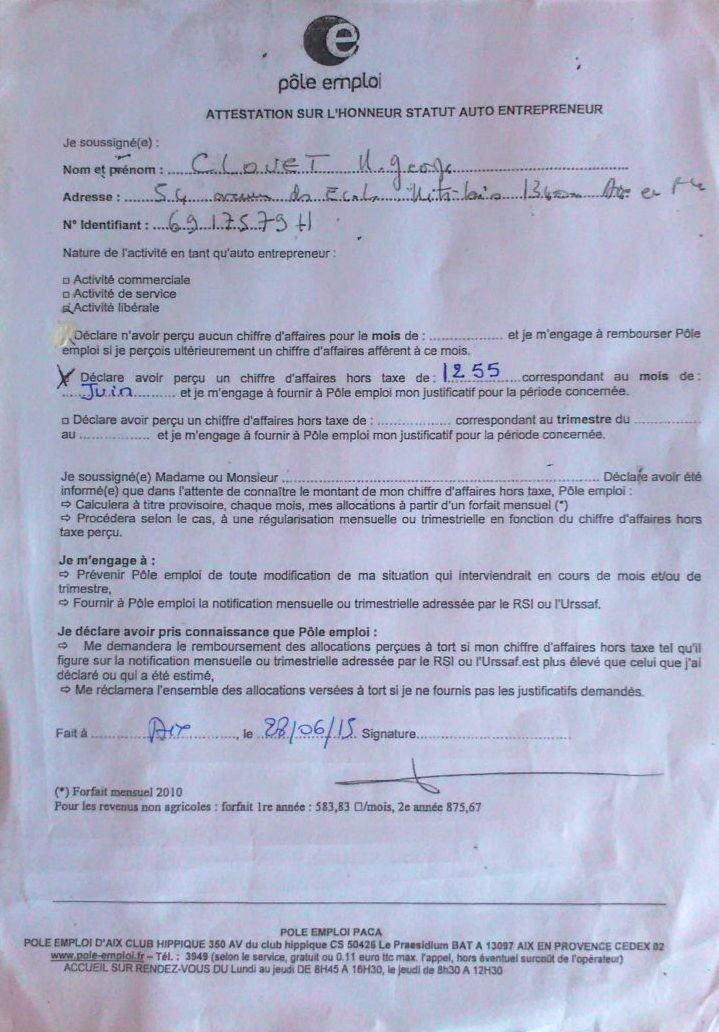 e
pôle emploi
ATTESTATION SUR L'HONNEUR STATUT AUTO ENTREPRENEUR
Je soussigné(e) :
Nom et prénom : CLOUET
Adresse : 54 avenue
N° Identifiant : 6917579 H
Nature de l'activité en tant qu'auto entrepreneur :
□ Activité commerciale
□ Activité de service
Activité libérale
Déclare n'avoir perçu aucun chiffre d'affaires pour le mois de : .................. et je m'engage à rembourser Pôle
emploi si je perçois ultérieurement un chiffre d'affaires afférent à ce mois.
X Déclare avoir perçu un chiffre d'affaires hors taxe de : 1255 correspondant au mois de :
Juin et je m'engage à fournir à Pôle emploi mon justificatif pour la période concernée.
□ Déclare avoir perçu un chiffre d'affaires hors taxe de : .................. correspondant au trimestre du ..................
au .................. et je m'engage à fournir à Pôle emploi mon justificatif pour la période concernée.
Je soussigné(e) Madame ou Monsieur .................. Déclare avoir été
informé(e) que dans l'attente de connaître le montant de mon chiffre d'affaires hors taxe, Pôle emploi :
⇨ Calculera à titre provisoire, chaque mois, mes allocations à partir d'un forfait mensuel (*)
⇨ Procédera selon le cas, à une régularisation mensuelle ou trimestrielle en fonction du chiffre d'affaires hors
taxe perçu.
Je m'engage à :
⇨ Prévenir Pôle emploi de toute modification de ma situation qui interviendrait en cours de mois et/ou de
trimestre,
⇨ Fournir à Pôle emploi la notification mensuelle ou trimestrielle adressée par le RSI ou l'Urssaf.
Je déclare avoir pris connaissance que Pôle emploi :
⇨ Me demandera le remboursement des allocations perçues à tort si mon chiffre d'affaires hors taxe tel qu'il
figure sur la notification mensuelle ou trimestrielle adressée par le RSI ou l'Urssaf.est plus élevé que celui que j'ai
déclaré ou qui a été estimé,
⇨ Me réclamera l'ensemble des allocations versées à tort si je ne fournis pas les justificatifs demandés.
Fait à Aix, le 28/06/15 Signature..................
(*) Forfait mensuel 2010
Pour les revenus non agricoles : forfait 1re année : 583,83 □/mois, 2e année 875,67
POLE EMPLOI PACA
POLE EMPLOI D'AIX CLUB HIPPIQUE 350 AV du club hippique CS 50426 Le Praesidium BAT A 13097 AIX EN PROVENCE CEDEX 02
www.pole-emploi.fr – Tél. : 3949 (selon le service, gratuit ou 0.11 euro ttc max. l'appel, hors éventuel surcoût de l'opérateur)
ACCUEIL SUR RENDEZ-VOUS DU Lundi au jeudi DE 8H45 A 16H30, le jeudi de 8h30 A 12H30